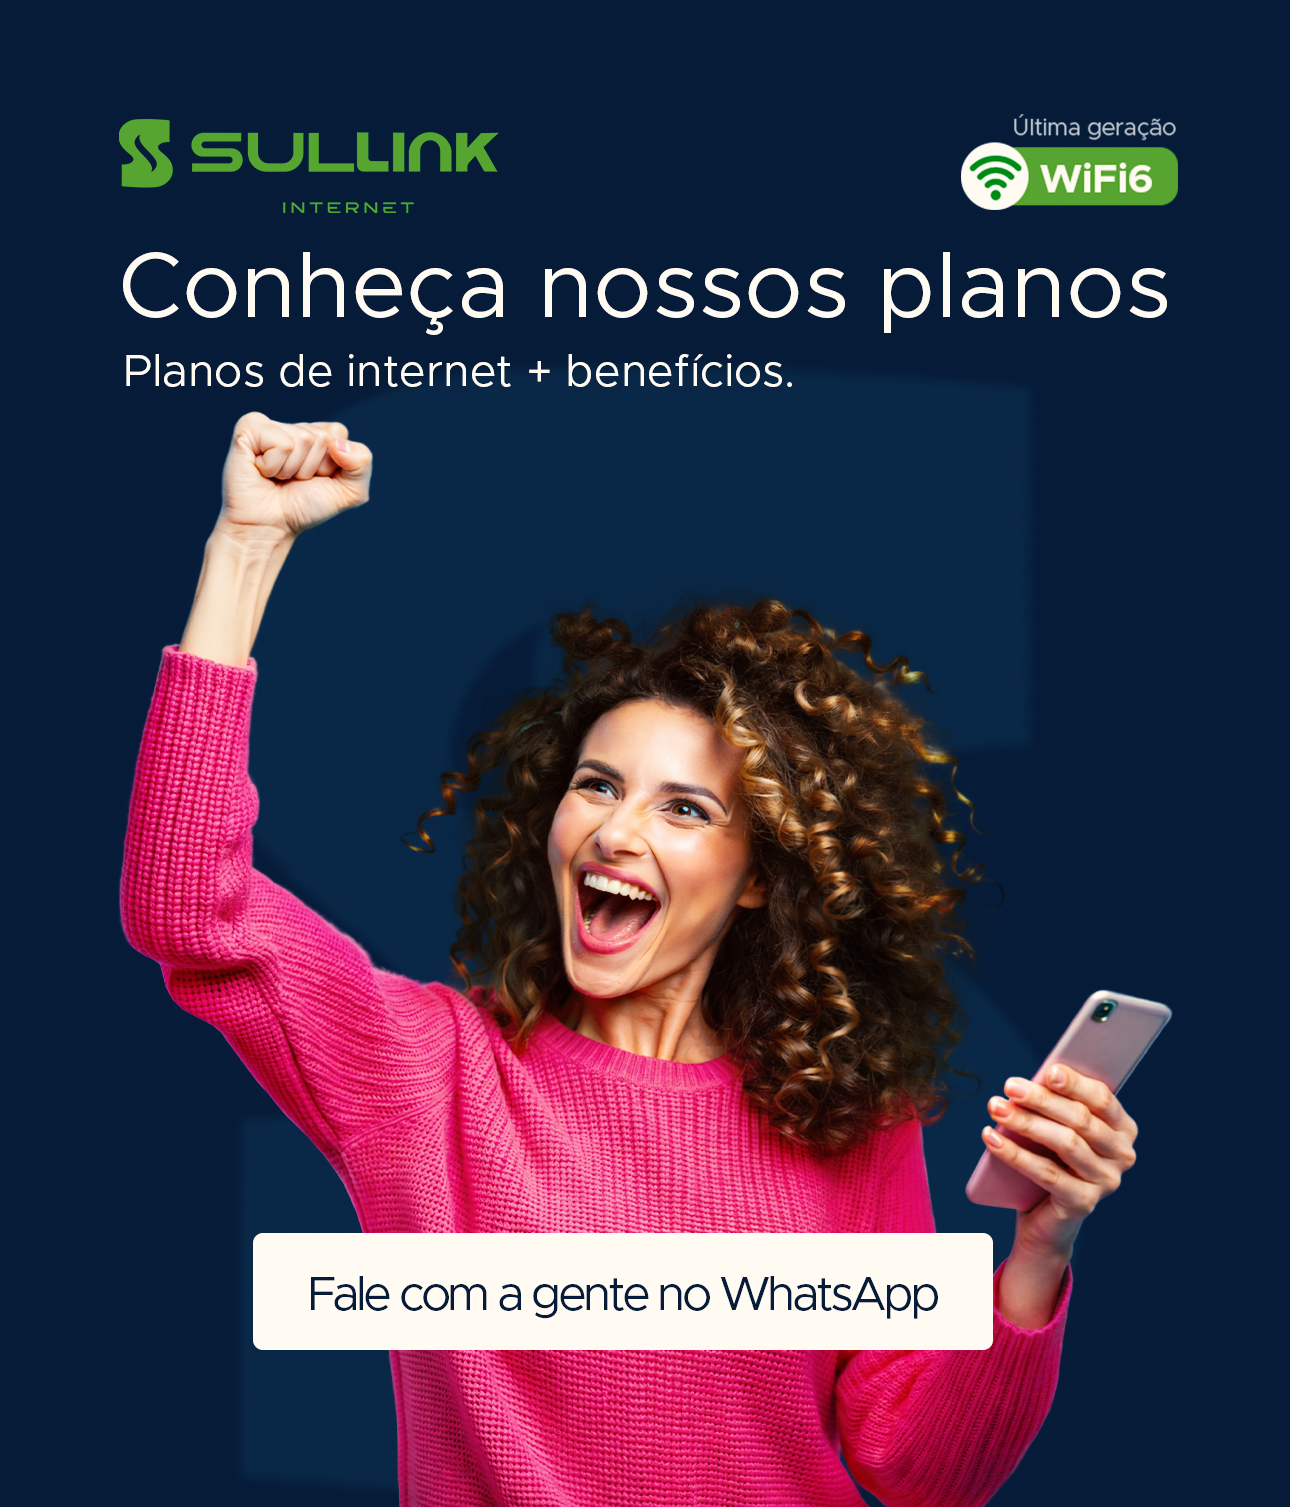 SULLINK
INTERNET
Última geração
WiFi6
Conheça nossos planos
Planos de internet + benefícios.
Fale com a gente no WhatsApp